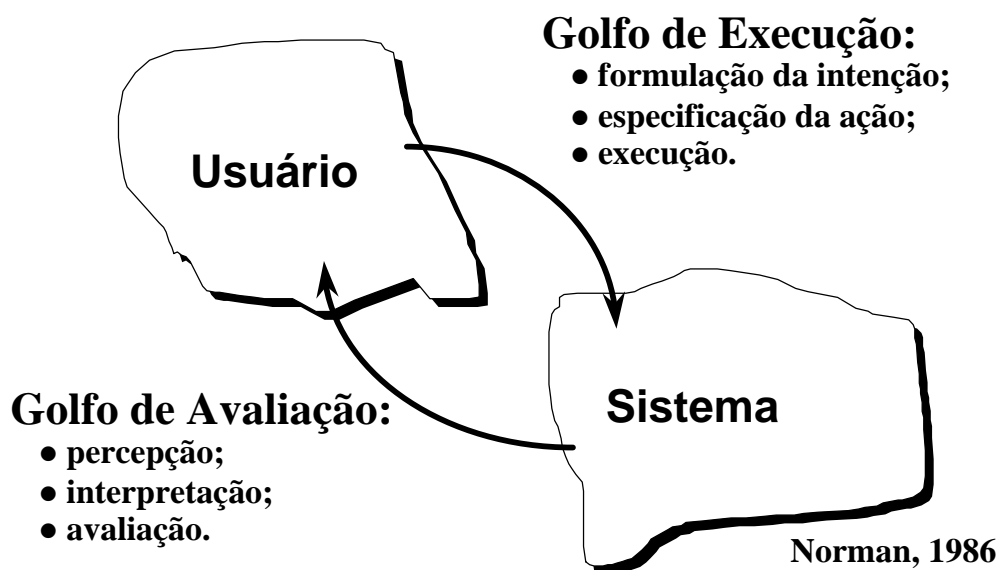 Golfo de Execução:
● formulação da intenção;
● especificação da ação;
● execução.
Usuário
Sistema
Golfo de Avaliação:
● percepção;
● interpretação;
● avaliação.
Norman, 1986